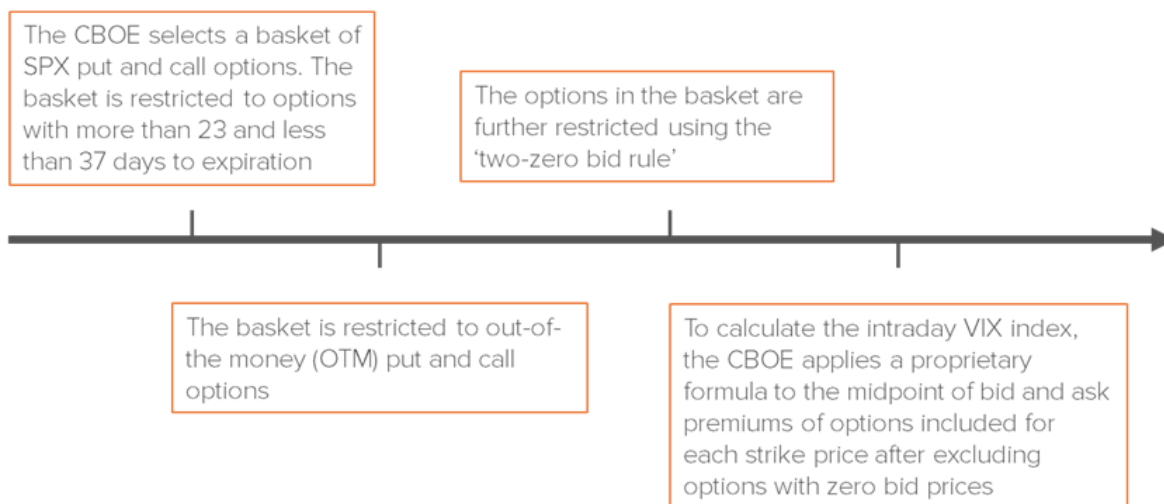 The CBOE selects a basket of
SPX put and call options. The
basket is restricted to options
with more than 23 and less
than 37 days to expiration
The basket is restricted to out-of-
the money (OTM) put and call
options
The options in the basket are
further restricted using the
‘two-zero bid rule’
To calculate the intraday VIX index,
the CBOE applies a proprietary
formula to the midpoint of bid and ask
premiums of options included for
each strike price after excluding
options with zero bid prices